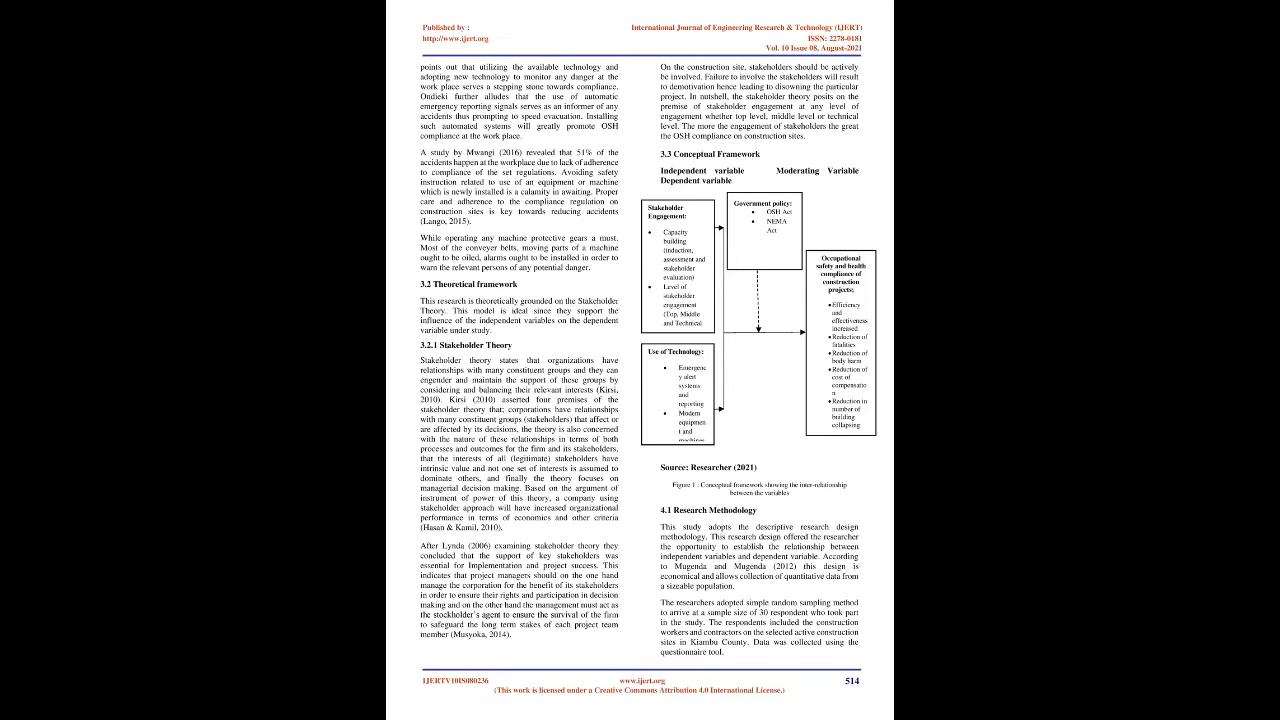 Published by :
http://www.ijert.org
International Journal of Engineering Research & Technology (IJERT)
ISSN: 2278-0181
Vol. 10 Issue 08, August-2021
points out that utilizing the available technology and
adopting new technology to monitor any danger at the
work place serves a stepping stone towards compliance.
Ondieki further alludes that the use of automatic
emergency reporting signals serves as an informer of any
accidents thus prompting to speed evacuation. Installing
such automated systems will greatly promote OSH
compliance at the work place.
A study by Mwangi (2016) revealed that 51% of the
accidents happen at the workplace due to lack of adherence
to compliance of the set regulations. Avoiding safety
instruction related to use of an equipment or machine
which is newly installed is a calamity in awaiting. Proper
care and adherence to the compliance regulation on
construction sites is key towards reducing accidents
(Lango, 2015).
While operating any machine protective gears a must.
Most of the conveyer belts, moving parts of a machine
ought to be oiled, alarms ought to be installed in order to
warn the relevant persons of any potential danger.
3.2 Theoretical framework
This research is theoretically grounded on the Stakeholder
Theory. This model is ideal since they support the
influence of the independent variables on the dependent
variable under study.
3.2.1 Stakeholder Theory
Stakeholder theory states that organizations have
relationships with many constituent groups and they can
engender and maintain the support of these groups by
considering and balancing their relevant interests (Kirsi,
2010). Kirsi (2010) asserted four premises of the
stakeholder theory that; corporations have relationships
with many constituent groups (stakeholders) that affect or
are affected by its decisions, the theory is also concerned
with the nature of these relationships in terms of both
processes and outcomes for the firm and its stakeholders,
that the interests of all (legitimate) stakeholders have
intrinsic value and not one set of interests is assumed to
dominate others, and finally the theory focuses on
managerial decision making. Based on the argument of
instrument of power of this theory, a company using
stakeholder approach will have increased organizational
performance in terms of economics and other criteria
(Hasan & Kamil, 2010).
After Lynda (2006) examining stakeholder theory they
concluded that the support of key stakeholders was
essential for Implementation and project success. This
indicates that project managers should on the one hand
manage the corporation for the benefit of its stakeholders
in order to ensure their rights and participation in decision
making and on the other hand the management must act as
the stockholder's agent to ensure the survival of the firm
to safeguard the long term stakes of each project team
member (Musyoka, 2014).
On the construction site, stakeholders should be actively
be involved. Failure to involve the stakeholders will result
to demotivation hence leading to disowning the particular
project. In nutshell, the stakeholder theory posits on the
premise of stakeholder engagement at any level of
engagement whether top level, middle level or technical
level. The more the engagement of stakeholders the great
the OSH compliance on construction sites.
3.3 Conceptual Framework
Independent variable Moderating Variable
Dependent variable
Stakeholder
Engagement:
• Capacity
building
(induction,
assessment and
stakeholder
evaluation)
• Level of
stakeholder
engagement
(Top, Middle
and Technical
Government policy:
• OSH Act
• NEMA
Act
Occupational
safety and health
compliance of
construction
projects;
• Efficiency
and
effectiveness
increased
• Reduction of
fatalities
• Reduction of
body harm
• Reduction of
cost of
compensatio
n
• Reduction in
number of
building
collapsing
Use of Technology:
• Emergenc
y alert
systems
and
reporting
• Modern
equipmen
t and
machines
Source: Researcher (2021)
Figure 1 : Conceptual framework showing the inter-relationship
between the variables
4.1 Research Methodology
This study adopts the descriptive research design
methodology. This research design offered the researcher
the opportunity to establish the relationship between
independent variables and dependent variable. According
to Mugenda and Mugenda (2012) this design is
economical and allows collection of quantitative data from
a sizeable population.
The researchers adopted simple random sampling method
to arrive at a sample size of 30 respondent who took part
in the study. The respondents included the construction
workers and contractors on the selected active construction
sites in Kiambu County. Data was collected using the
questionnaire tool.
IJERTV10IS080236
www.ijert.org
514
(This work is licensed under a Creative Commons Attribution 4.0 International License.)